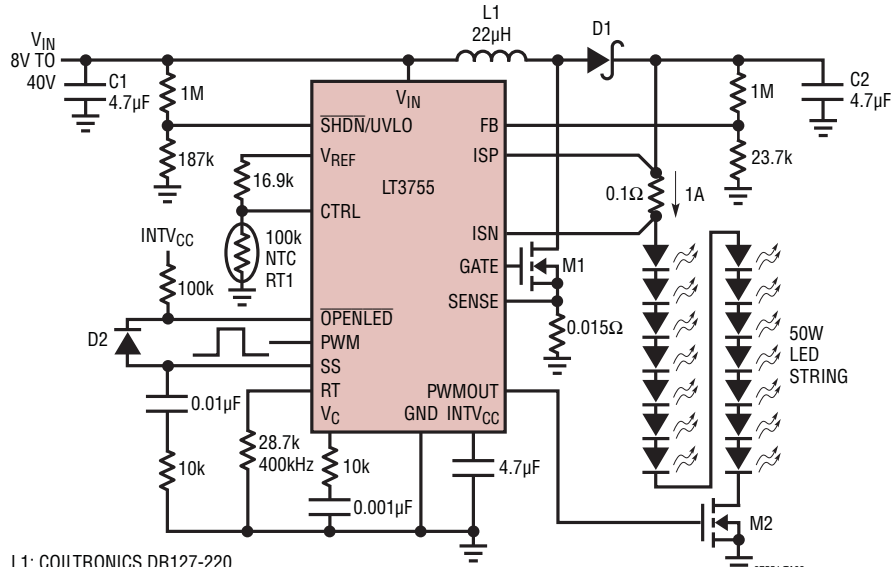 L1
22µH
D1
VIN
8V TO
40V
C1
4.7µF
1M
187k
VIN
SHDN/UVLO
VREF
CTRL
LT3755
FB
ISP
ISN
GATE
SENSE
OPENLED
PWM
SS
RT
VC
PWMOUT
GND
INTVCC
16.9k
100k
NTC
RT1
INTVCC
100k
D2
0.01µF
10k
28.7k
400kHz
10k
0.001µF
4.7µF
1M
23.7k
C2
4.7µF
0.1Ω
1A
M1
0.015Ω
50W
LED
STRING
M2
L1: COILTRONICS DR127-220